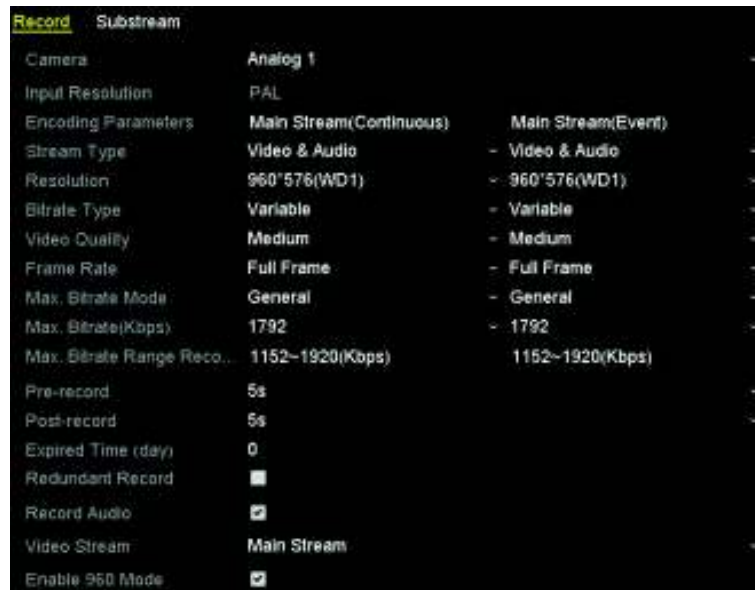 Record Substream
Camera Analog 1
Input Resolution PAL
Encoding Parameters Main Stream(Continuous) Main Stream(Event)
Stream Type Video & Audio Video & Audio
Resolution 960*576(WD1) 960*576(WD1)
Bitrate Type Variable Variable
Video Quality Medium Medium
Frame Rate Full Frame Full Frame
Max. Bitrate Mode General General
Max. Bitrate(Kbps) 1792 1792
Max. Bitrate Range Reco... 1152~1920(Kbps) 1152~1920(Kbps)
Pre-record 5s
Post-record 5s
Expired Time (day) 0
Redundant Record
Record Audio
Video Stream Main Stream
Enable 960 Mode